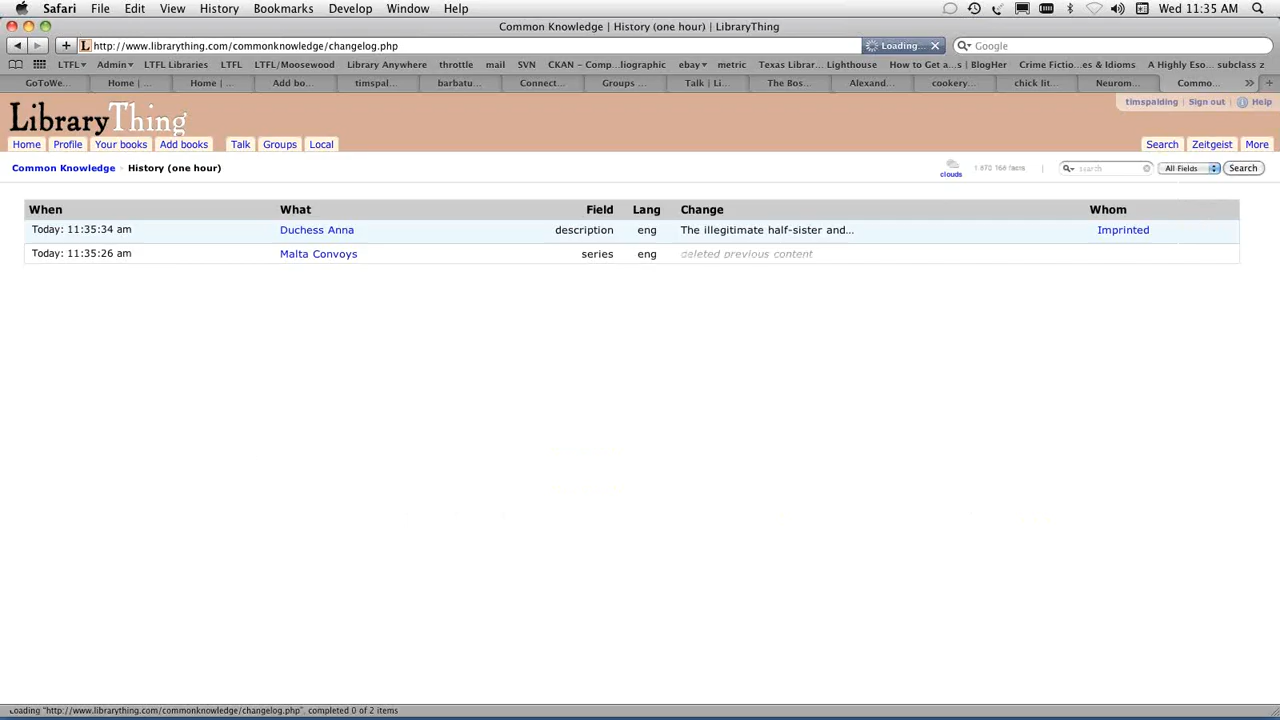 Safari File Edit View History Bookmarks Develop Window Help Wed 11:35 AM
Common Knowledge | History (one hour) | LibraryThing
http://www.librarything.com/commonknowledge/changelog.php Loading... Google
LTFL Admin LTFL Libraries LTFL LTFL/Moosewood Library Anywhere throttle mail SVN CKAN – Comp...liographic ebay metric Texas Librar... Lighthouse How to Get a...s | BlogHer Crime Fictio...es & Idioms A Highly Eso... subclass z
GoToWe... Home | ... Home | ... Add bo... timspal... barbatu... Connect... Groups ... Talk | Li... The Bos... Alexand... cookery... chick lit... Neurom... Commo...
LibraryThing
timspalding | Sign out | Help
Home Profile Your books Add books Talk Groups Local Search Zeitgeist More
Common Knowledge History (one hour) clouds | search All Fields Search
When What Field Lang Change Whom
Today: 11:35:34 am Duchess Anna description eng The illegitimate half-sister and... Imprinted
Today: 11:35:26 am Malta Convoys series eng deleted previous content
Loading "http://www.librarything.com/commonknowledge/changelog.php", completed 0 of 2 items